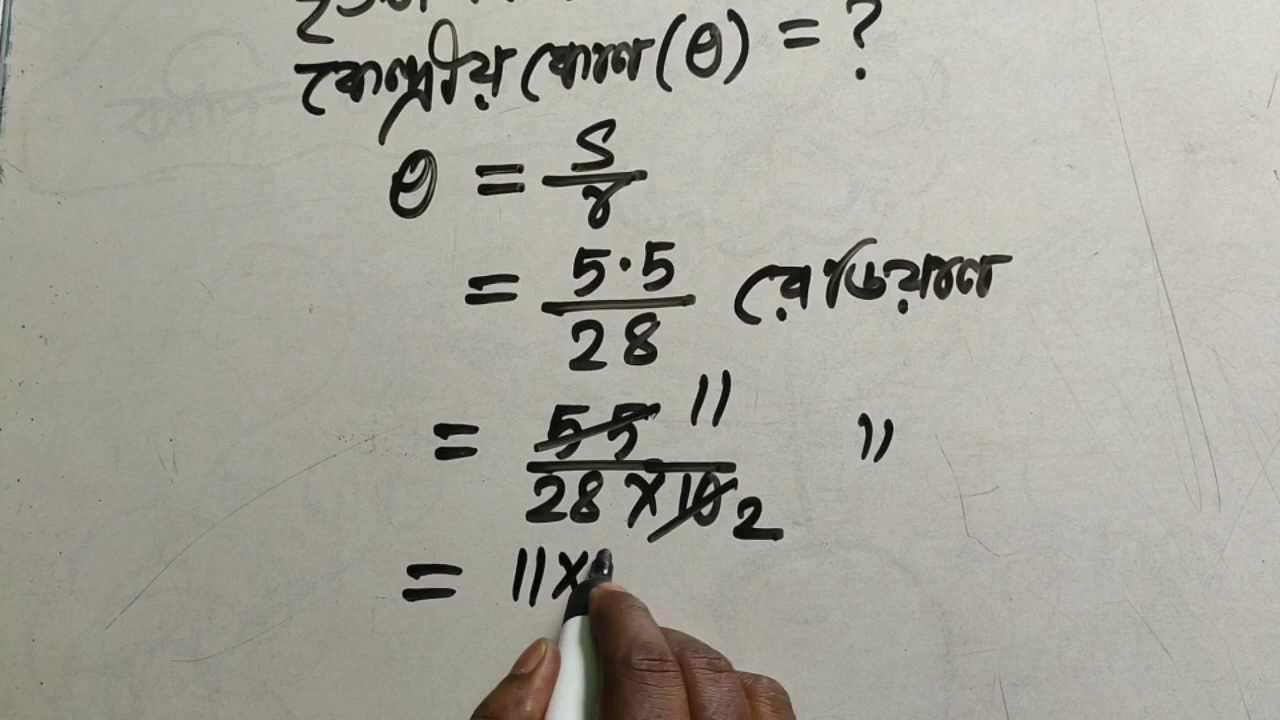 কেন্দ্রীয় কোণ (θ) = ?
θ = s/r
= 5.5/28 রেডিয়ান
= 55 11/28 × 10 2 "
= 11×